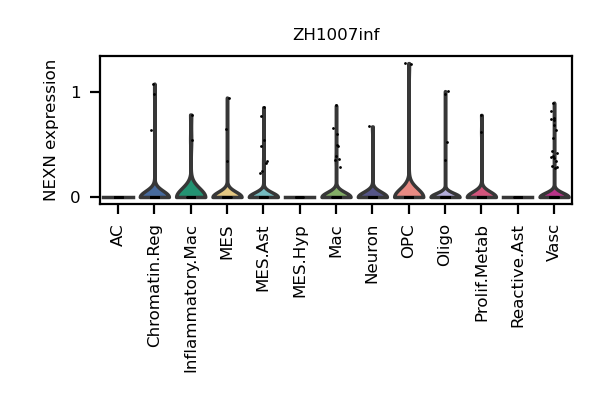 ZH1007inf
NEXN expression
1
0
AC
Chromatin.Reg
Inflammatory.Mac
MES
MES.Ast
MES.Hyp
Mac
Neuron
OPC
Oligo
Prolif.Metab
Reactive.Ast
Vasc